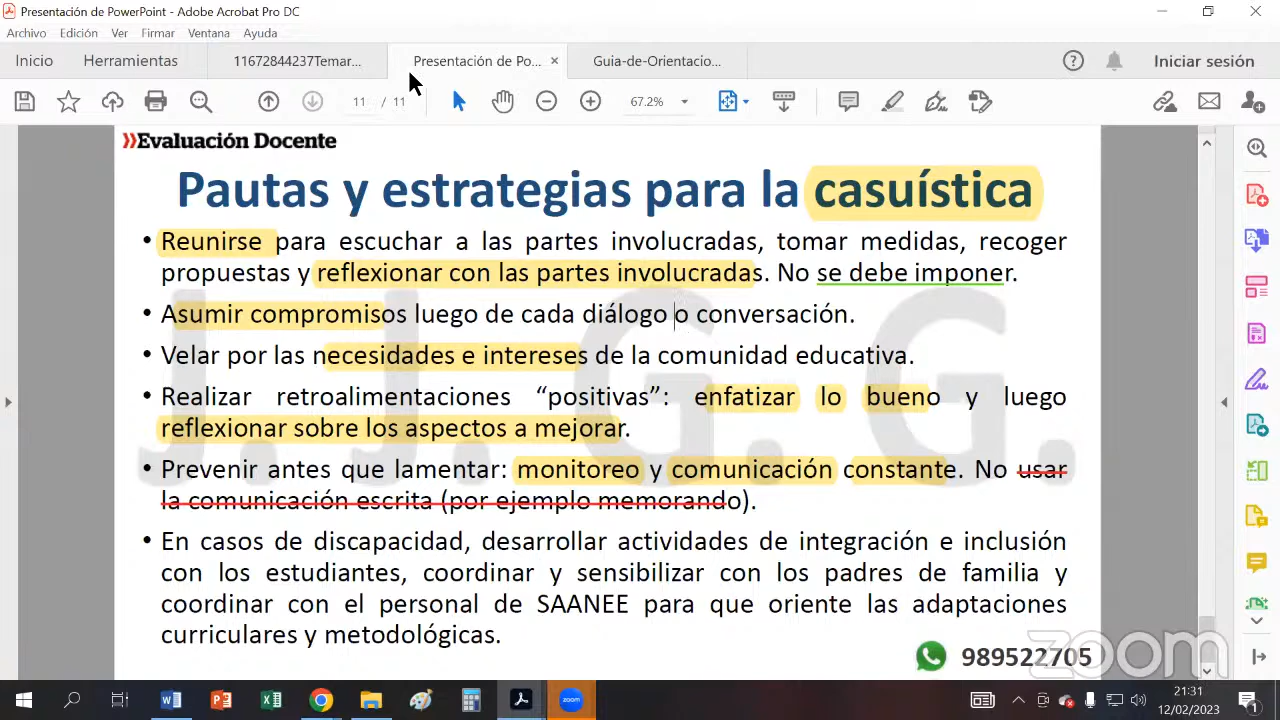 Presentación de PowerPoint - Adobe Acrobat Pro DC
Archivo Edición Ver Firmar Ventana Ayuda
Inicio Herramientas 11672844237Temar... Presentación de Po... × Guia-de-Orientacio... Iniciar sesión
11 / 11 67.2%
»Evaluación Docente
Pautas y estrategias para la casuística
• Reunirse para escuchar a las partes involucradas, tomar medidas, recoger
propuestas y reflexionar con las partes involucradas. No se debe imponer.
• Asumir compromisos luego de cada diálogo o conversación.
• Velar por las necesidades e intereses de la comunidad educativa.
• Realizar retroalimentaciones “positivas”: enfatizar lo bueno y luego
reflexionar sobre los aspectos a mejorar.
• Prevenir antes que lamentar: monitoreo y comunicación constante. No usar
la comunicación escrita (por ejemplo memorando).
• En casos de discapacidad, desarrollar actividades de integración e inclusión
con los estudiantes, coordinar y sensibilizar con los padres de familia y
coordinar con el personal de SAANEE para que oriente las adaptaciones
curriculares y metodológicas.
J. J. G. G.
989522705
zoom
zoom
21:31
12/02/2023
1